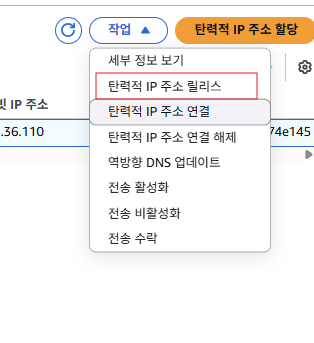 작업
탄력적 IP 주소 할당
세부 정보 보기
탄력적 IP 주소 릴리스
IP 주소
탄력적 IP 주소 연결
.36.110
탄력적 IP 주소 연결 해제
74e145
역방향 DNS 업데이트
전송 활성화
전송 비활성화
전송 수락